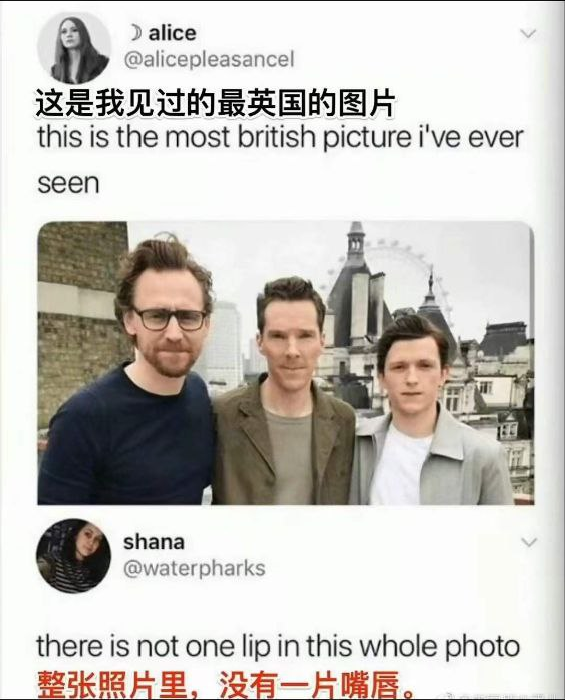 ☽ alice
@alicepleasancel
这是我见过的最英国的图片
this is the most british picture i've ever
seen
shana
@waterpharks
there is not one lip in this whole photo
整张照片里，没有一片嘴唇。